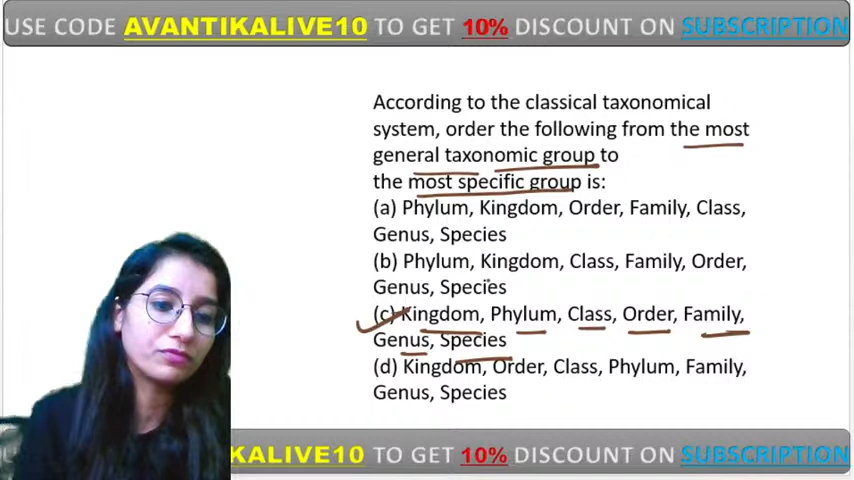 USE CODE AVANTIKALIVE10 TO GET 10% DISCOUNT ON SUBSCRIPTION
According to the classical taxonomical
system, order the following from the most
general taxonomic group to
the most specific group is:
(a) Phylum, Kingdom, Order, Family, Class,
Genus, Species
(b) Phylum, Kingdom, Class, Family, Order,
Genus, Species
(c) Kingdom, Phylum, Class, Order, Family,
Genus, Species
(d) Kingdom, Order, Class, Phylum, Family,
Genus, Species
KALIVE10 TO GET 10% DISCOUNT ON SUBSCRIPTION